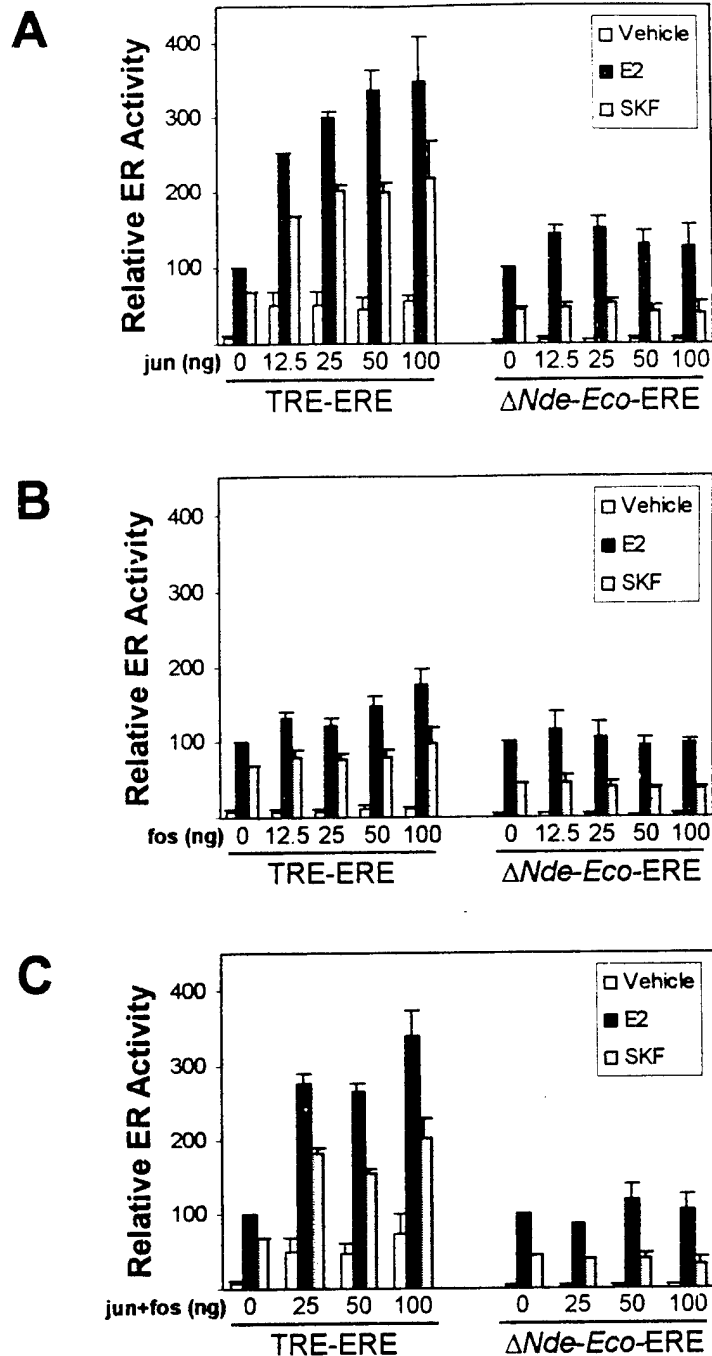 A
Relative ER Activity
400
300
200
100
Vehicle
E2
SKF
jun (ng) 0 12.5 25 50 100 0 12.5 25 50 100
TRE-ERE ΔNde-Eco-ERE
B
Relative ER Activity
400
300
200
100
Vehicle
E2
SKF
fos (ng) 0 12.5 25 50 100 0 12.5 25 50 100
TRE-ERE ΔNde-Eco-ERE
C
Relative ER Activity
400
300
200
100
Vehicle
E2
SKF
jun+fos (ng) 0 25 50 100 0 25 50 100
TRE-ERE ΔNde-Eco-ERE